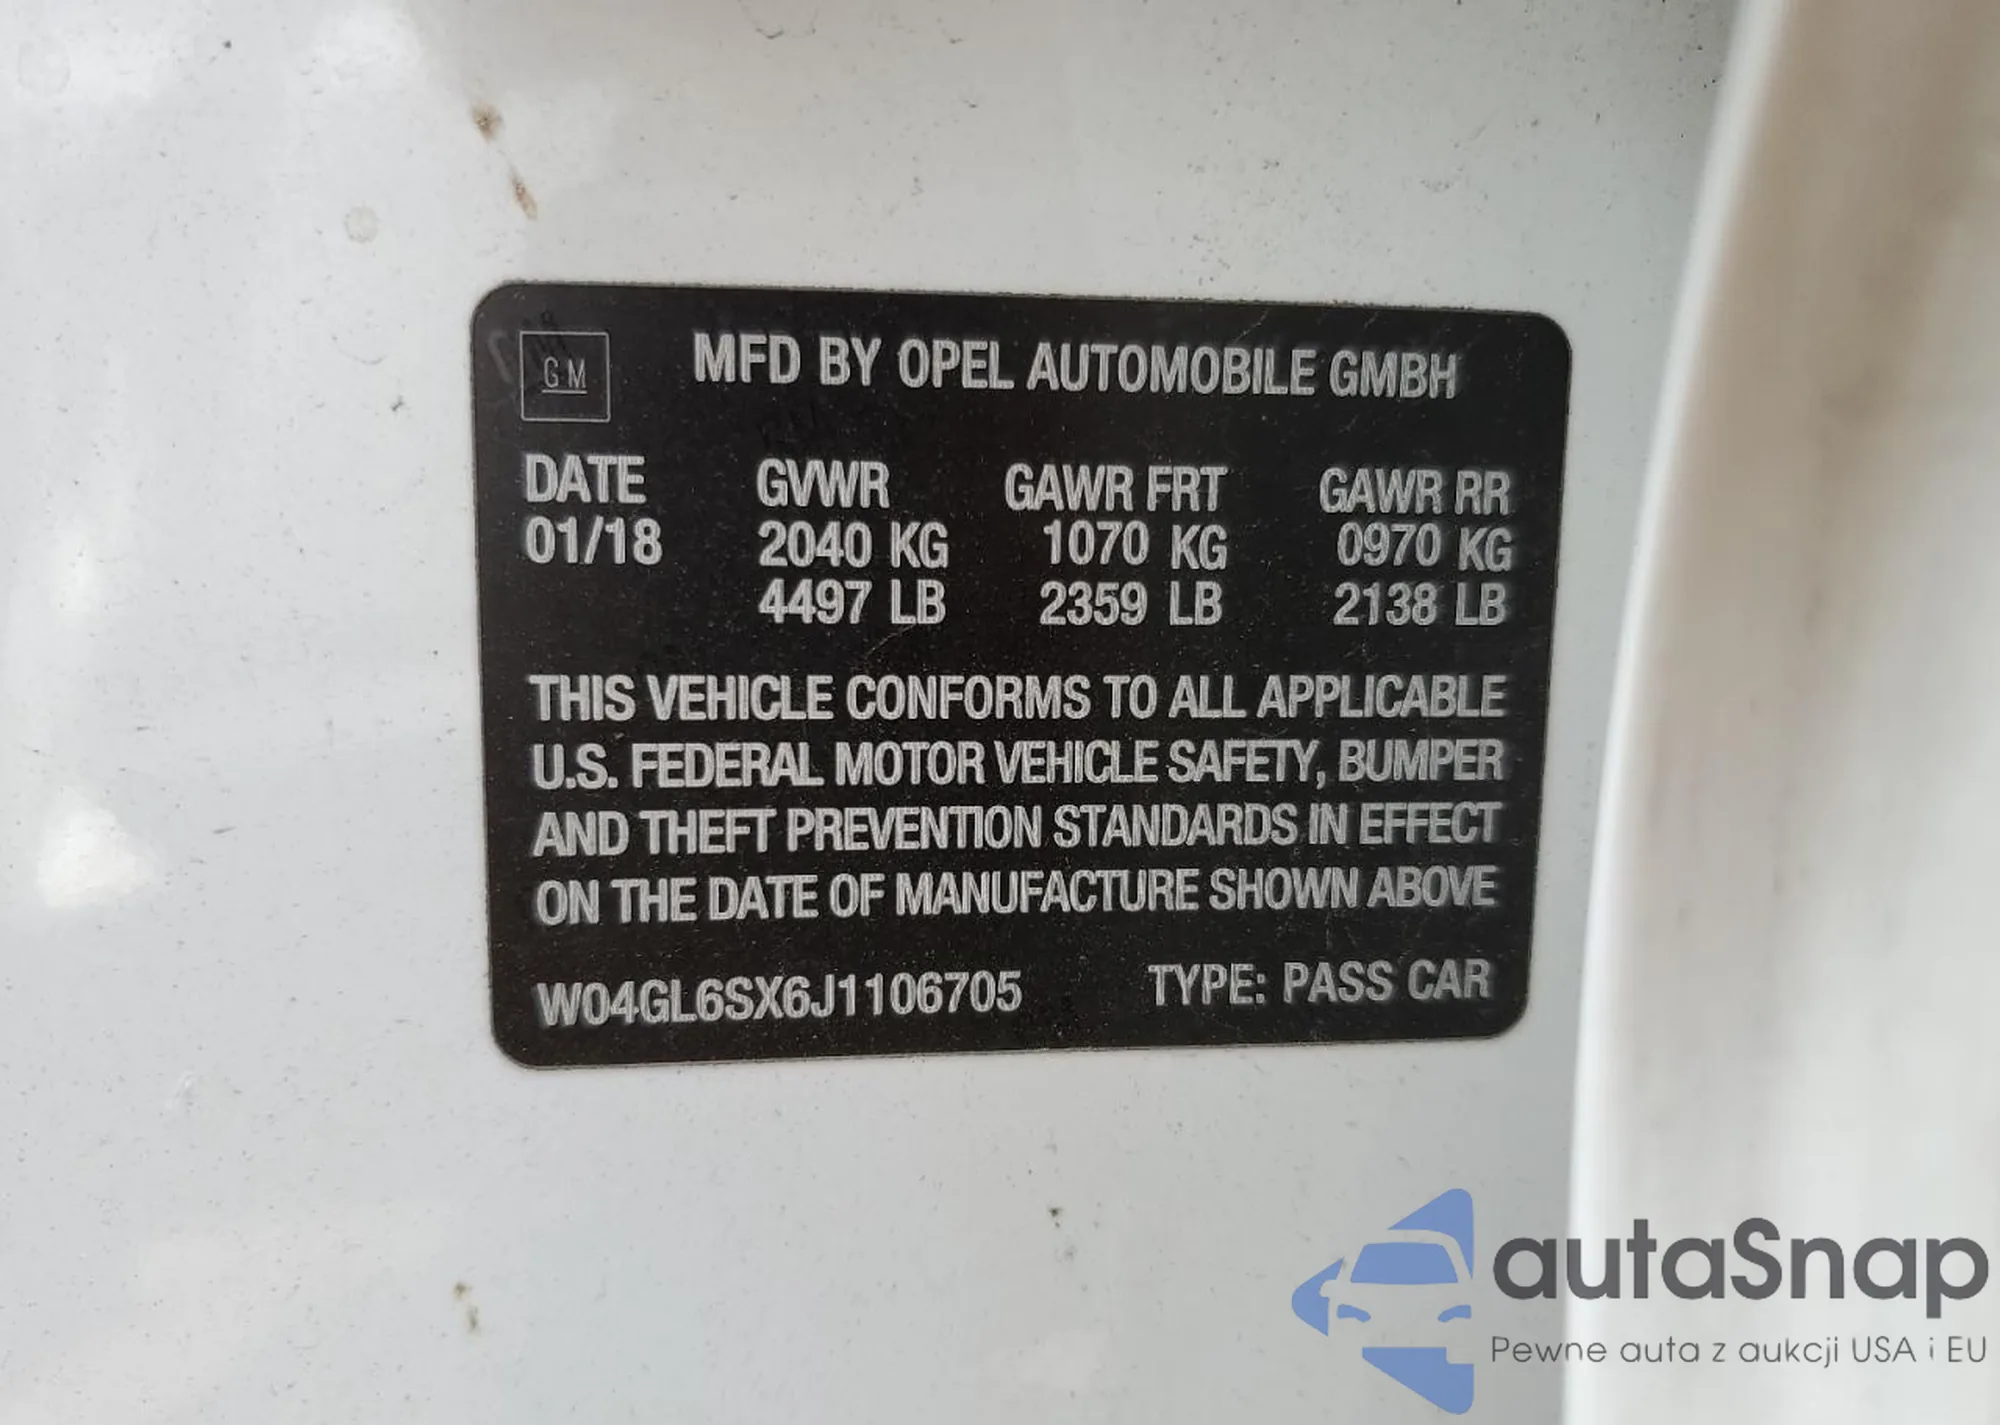 GM
MFD BY OPEL AUTOMOBILE GMBH
DATE GVWR GAWR FRT GAWR RR
01/18 2040 KG 1070 KG 0970 KG
4497 LB 2359 LB 2138 LB
THIS VEHICLE CONFORMS TO ALL APPLICABLE
U.S. FEDERAL MOTOR VEHICLE SAFETY, BUMPER
AND THEFT PREVENTION STANDARDS IN EFFECT
ON THE DATE OF MANUFACTURE SHOWN ABOVE
W04GL6SX6J1106705 TYPE: PASS CAR
autaSnap
Pewne auta z aukcji USA i EU